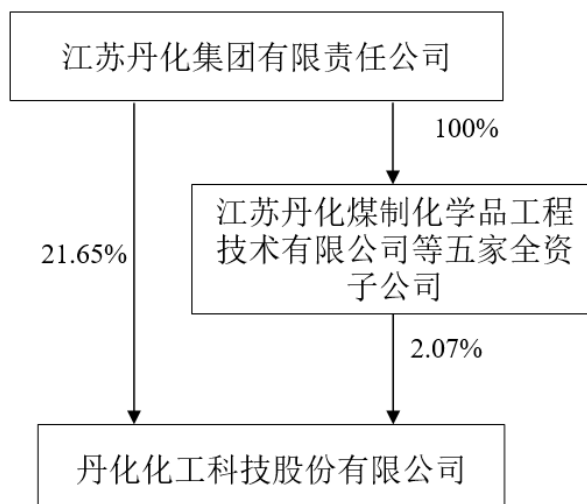 江苏丹化集团有限责任公司
100%
江苏丹化煤制化学品工程
技术有限公司等五家全资
子公司
21.65%
2.07%
丹化化工科技股份有限公司